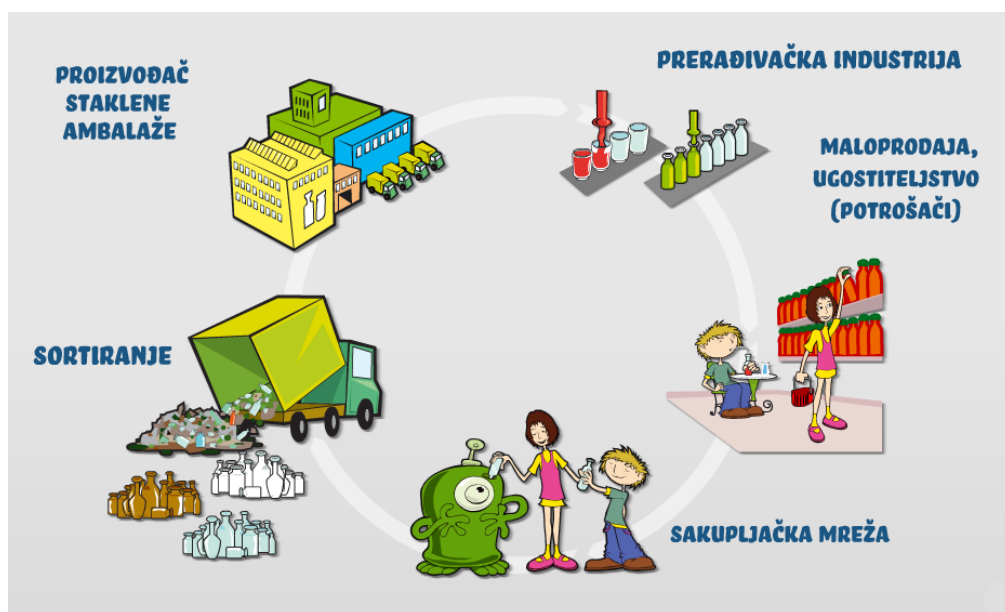 PROIZVOĐAČ
STAKLENE
AMBALAŽE
PRERAĐIVAČKA INDUSTRIJA
MALOPRODAJA,
UGOSTITELJSTVO
(POTROŠAČI)
SORTIRANJE
SAKUPLJAČKA MREŽA